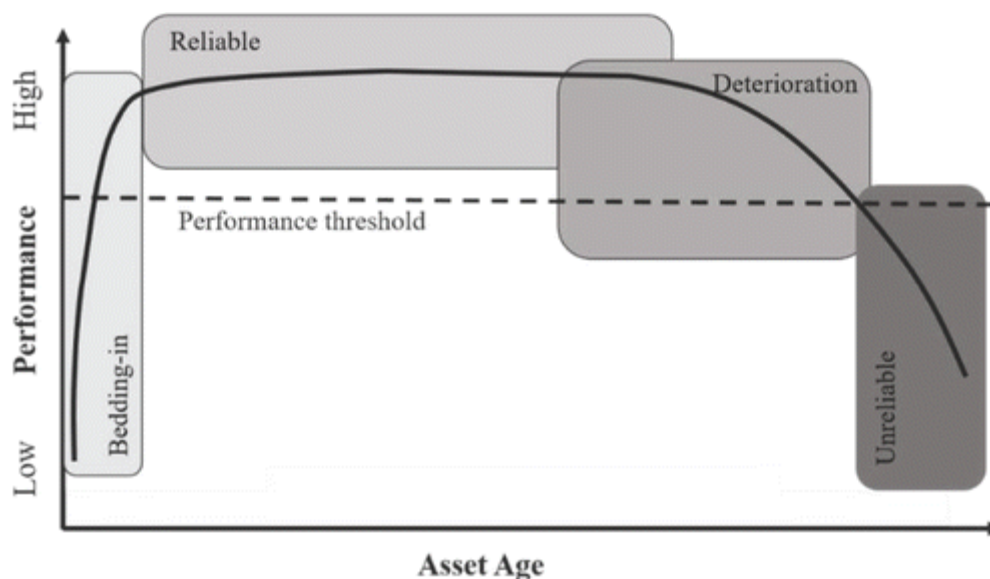 Reliable
Deterioration
High
Performance threshold
Performance
Bedding-in
Unreliable
Low
Asset Age